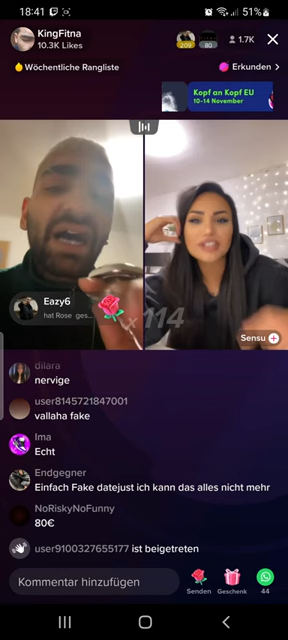 18:41
51%
KingFitna
10.3K Likes
209
80
1.7K
Wöchentliche Rangliste
Erkunden
Kopf an Kopf EU
10-14 November
Eazy6
hat Rose ges...
x 114
Sensu
dilara
nervige
user8145721847001
vallaha fake
Ima
Echt
Endgegner
Einfach Fake datejust ich kann das alles nicht mehr
NoRiskyNoFunny
80€
user9100327655177 ist beigetreten
Kommentar hinzufügen
Senden
Geschenk
44